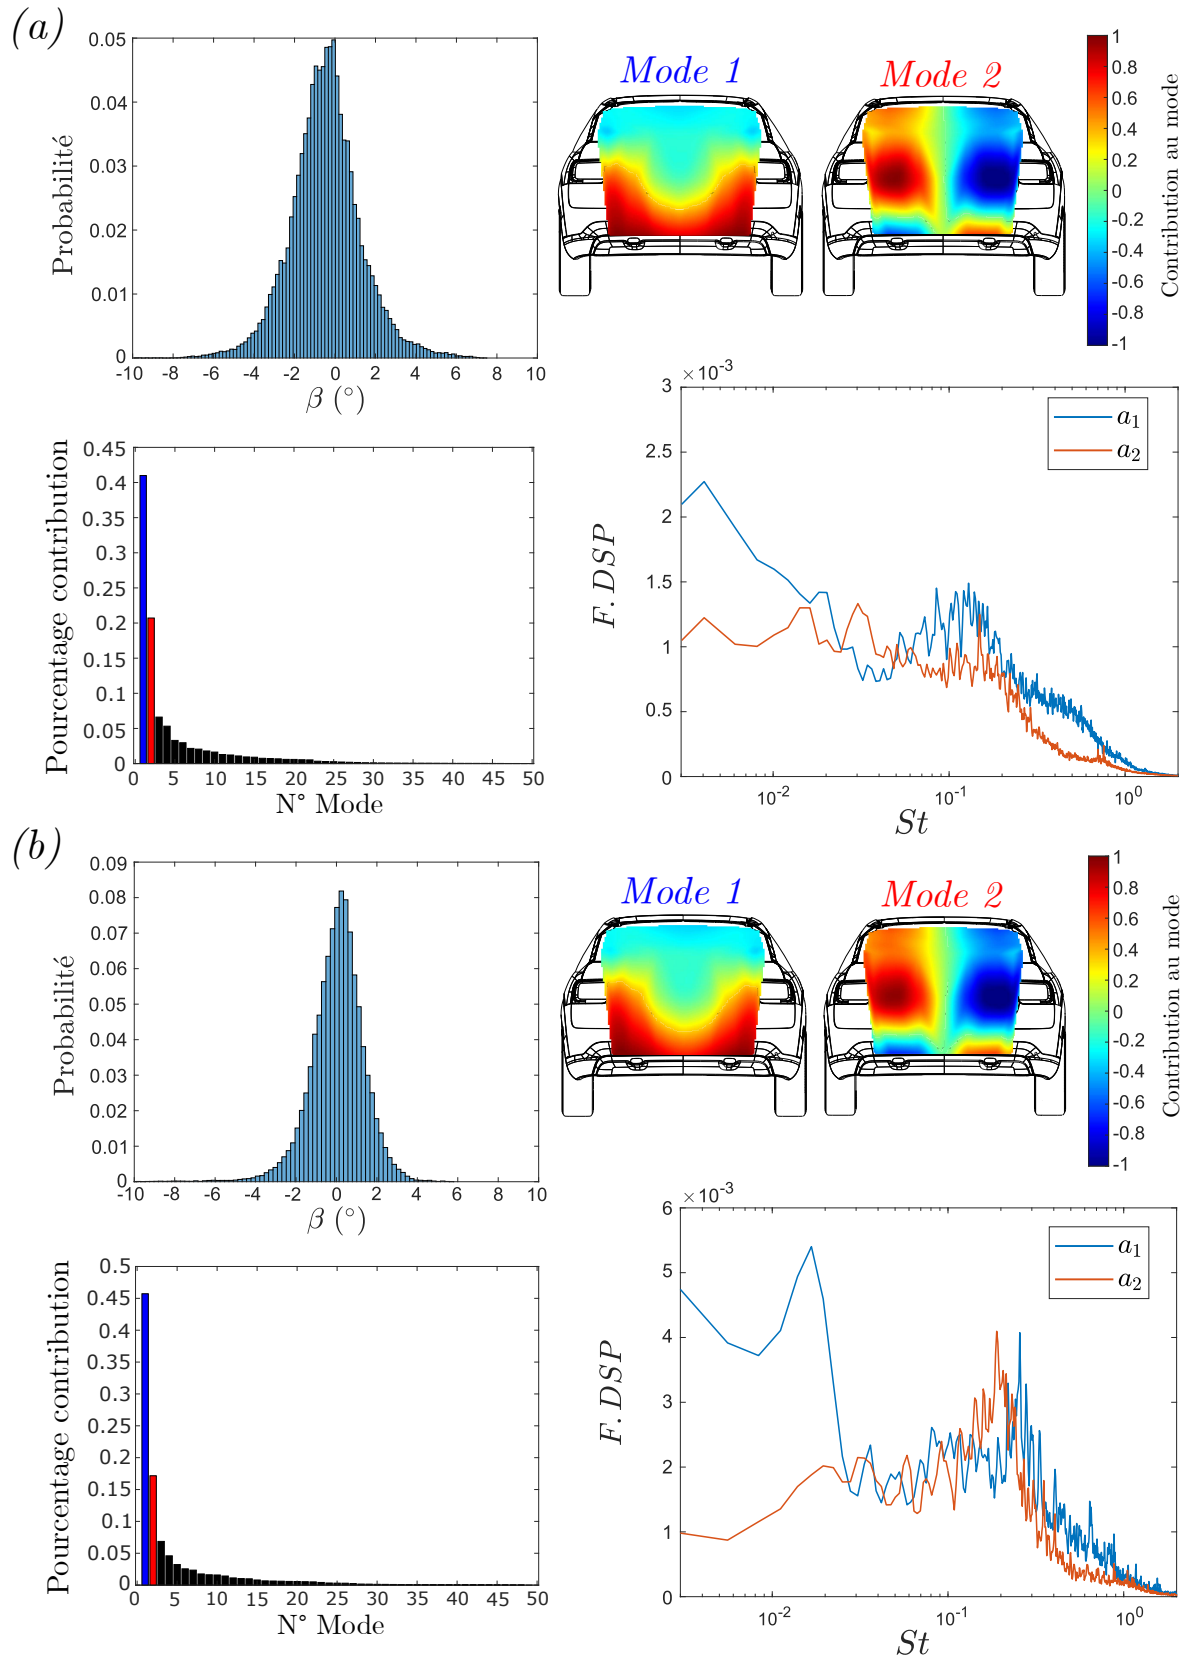 (a)
Probabilité
0.05
0.04
0.03
0.02
0.01
0
-10 -8 -6 -4 -2 0 2 4 6 8 10
β (°)
Mode 1
Mode 2
1
0.8
0.6
0.4
0.2
0
-0.2
-0.4
-0.6
-0.8
-1
Contribution au mode
Pourcentage contribution
0.45
0.4
0.35
0.3
0.25
0.2
0.15
0.1
0.05
0
0 5 10 15 20 25 30 35 40 45 50
N° Mode
×10⁻³
3
2.5
2
1.5
1
0.5
0
F.DSP
a₁
a₂
10⁻² 10⁻¹ 10⁰
St
(b)
Probabilité
0.09
0.08
0.07
0.06
0.05
0.04
0.03
0.02
0.01
0
-10 -8 -6 -4 -2 0 2 4 6 8 10
β (°)
Mode 1
Mode 2
1
0.8
0.6
0.4
0.2
0
-0.2
-0.4
-0.6
-0.8
-1
Contribution au mode
Pourcentage contribution
0.5
0.45
0.4
0.35
0.3
0.25
0.2
0.15
0.1
0.05
0
0 5 10 15 20 25 30 35 40 45 50
N° Mode
×10⁻³
6
5
4
3
2
1
0
F.DSP
a₁
a₂
10⁻² 10⁻¹ 10⁰
St